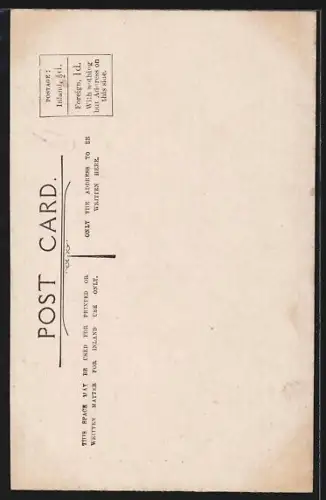 POST CARD.
POSTAGE:
Inland, ½d.
Foreign, 1d.
With nothing
but Address on
this side.
THIS SPACE MAY BE USED FOR PRINTED OR
WRITTEN MATTER FOR INLAND USE ONLY.
ONLY THE ADDRESS TO BE
WRITTEN HERE.